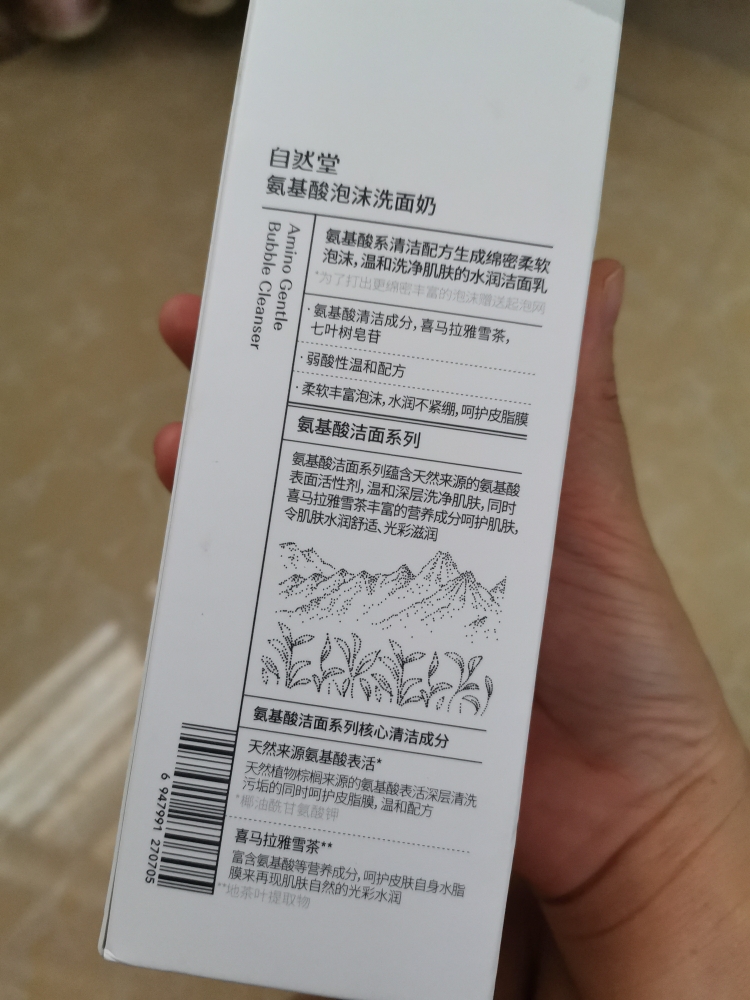 自然堂
氨基酸泡沫洗面奶
Amino Gentle
Bubble Cleanser
氨基酸系清洁配方生成绵密柔软
泡沫,温和洗净肌肤的水润洁面乳
*为了打出更绵密丰富的泡沫赠送起泡网
·氨基酸清洁成分,喜马拉雅雪茶,
七叶树皂苷
·弱酸性温和配方
·柔软丰富泡沫,水润不紧绷,呵护皮脂膜
氨基酸洁面系列
氨基酸洁面系列蕴含天然来源的氨基酸
表面活性剂,温和深层洗净肌肤,同时
喜马拉雅雪茶丰富的营养成分呵护肌肤,
令肌肤水润舒适、光彩滋润
氨基酸洁面系列核心清洁成分
天然来源氨基酸表活*
天然植物棕榈来源的氨基酸表活深层清洗
污垢的同时呵护皮脂膜,温和配方
*椰油酰甘氨酸钾
喜马拉雅雪茶**
富含氨基酸等营养成分,呵护皮肤自身水脂
膜来再现肌肤自然的光彩水润
**地茶叶提取物
6 947991 270705